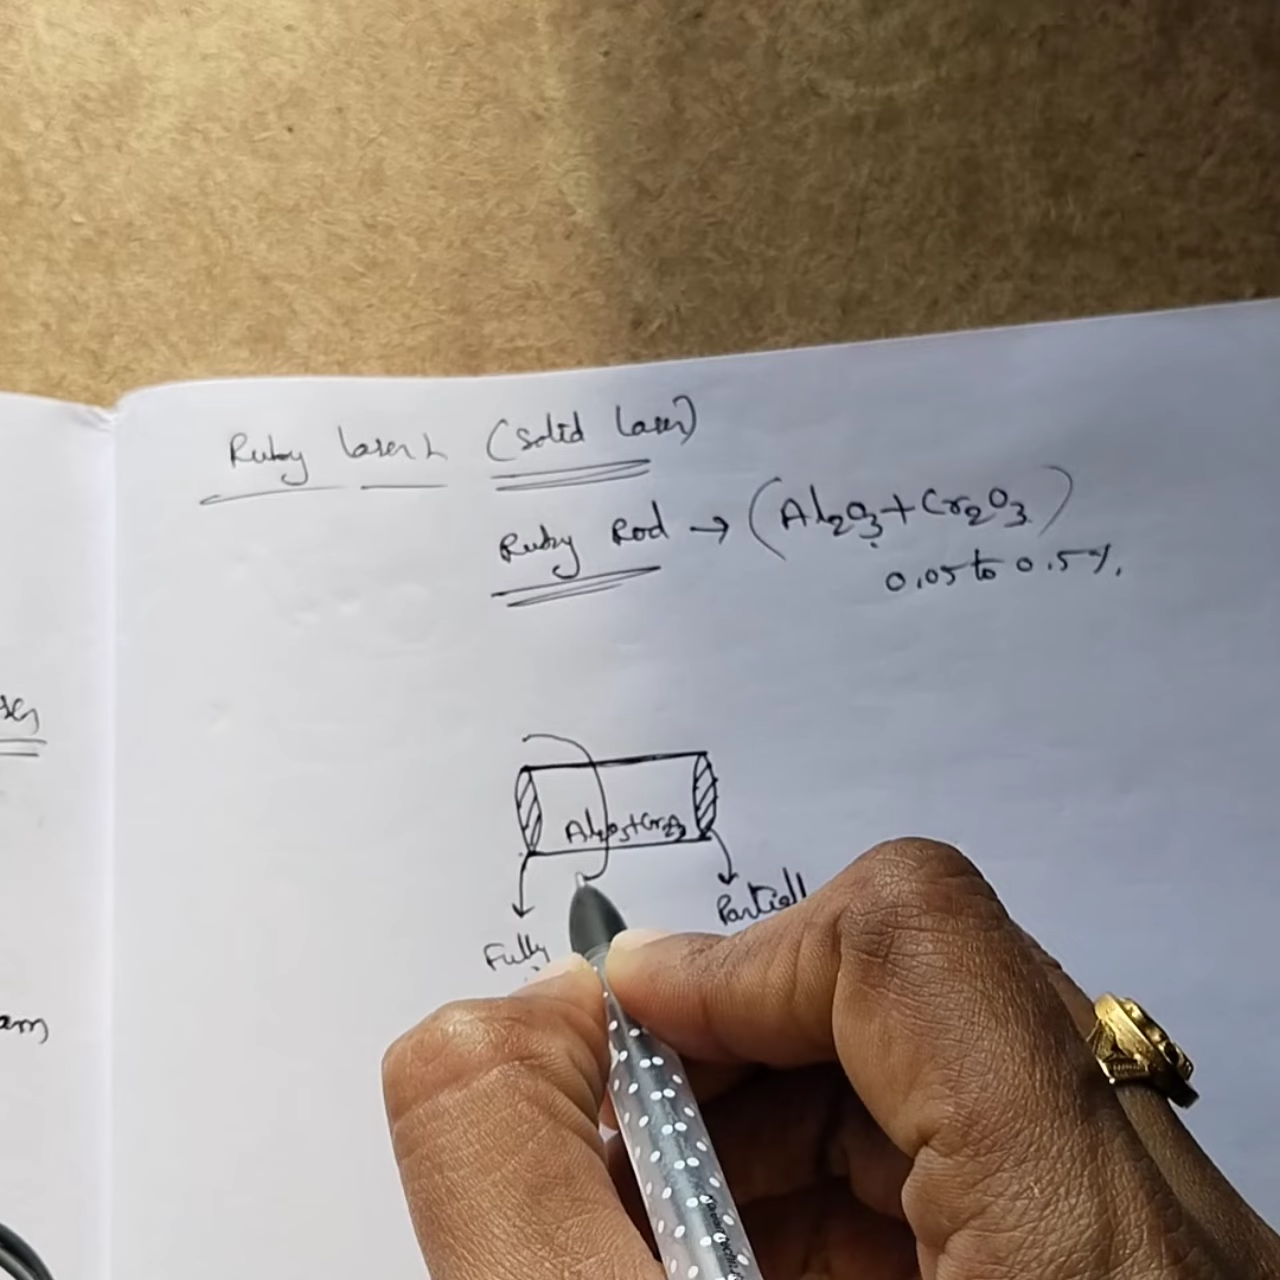 Ruby laser :- (Solid laser)
Ruby Rod → (Al2O3 + Cr2O3)
0.05 to 0.5%.
Al2O3+Cr2O3
Partiall
Fully